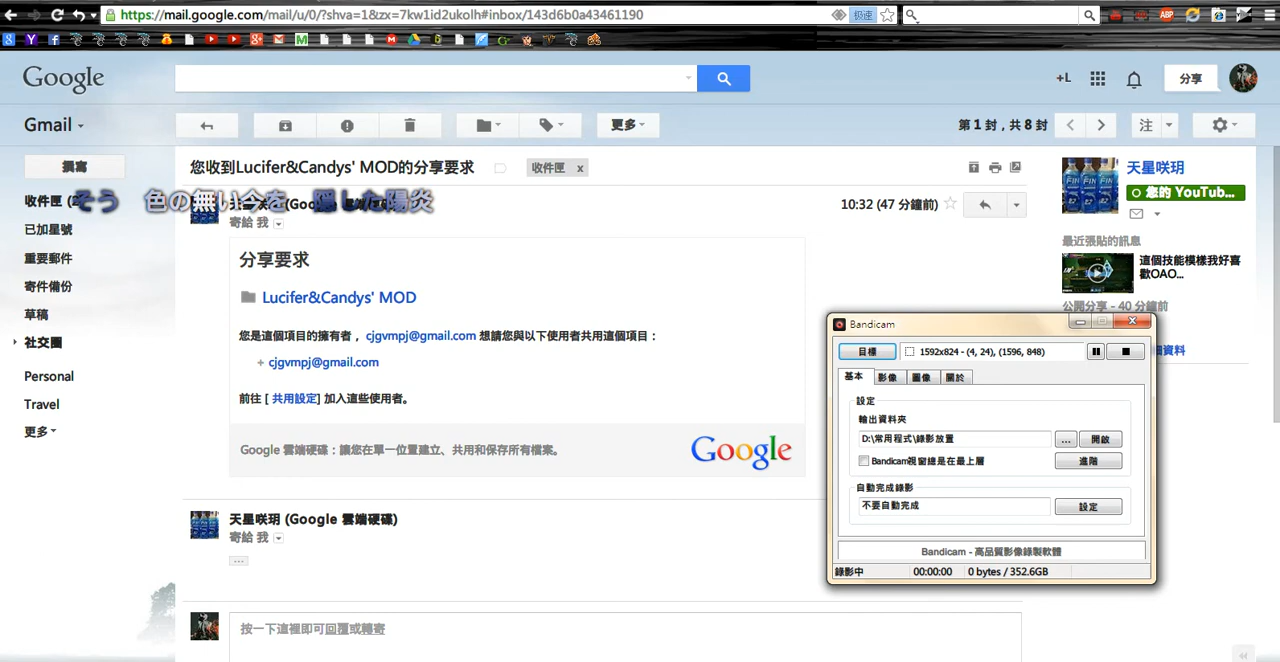 https://mail.google.com/mail/u/0/?shva=1&zx=7kw1id2ukolh#inbox/143d6b0a43461190
极速
ABP
Google
+L
分享
Gmail
更多
第 1 封，共 8 封
注
撰寫
您收到Lucifer&Candys' MOD的分享要求
收件匣 x
天星咲玥
您的 YouTub...
收件匣 (2
そう 色の無い今を 隠した陽炎
10:32 (47 分鐘前)
寄給 我
已加星號
重要郵件
寄件備份
草稿
社交圈
Personal
Travel
更多
分享要求
Lucifer&Candys' MOD
您是這個項目的擁有者， cjgvmpj@gmail.com 想請您與以下使用者共用這個項目：
+ cjgvmpj@gmail.com
前往 [ 共用設定] 加入這些使用者。
Google 雲端硬碟：讓您在單一位置建立、共用和保存所有檔案。
Google
最近張貼的訊息
這個技能模樣我好喜
歡OAO...
公開分享 - 40 分鐘前
細資料
天星咲玥 (Google 雲端硬碟)
寄給 我
...
按一下這裡即可回覆或轉寄
Bandicam
目標
1592x824 - (4, 24), (1596, 848)
基本 影像 圖像 關於
設定
輸出資料夾
D:\常用程式\錄影放置
... 開啟
Bandicam視窗總是在最上層
進階
自動完成錄影
不要自動完成
設定
Bandicam - 高品質影像錄製軟體
錄影中 00:00:00 0 bytes / 352.6GB